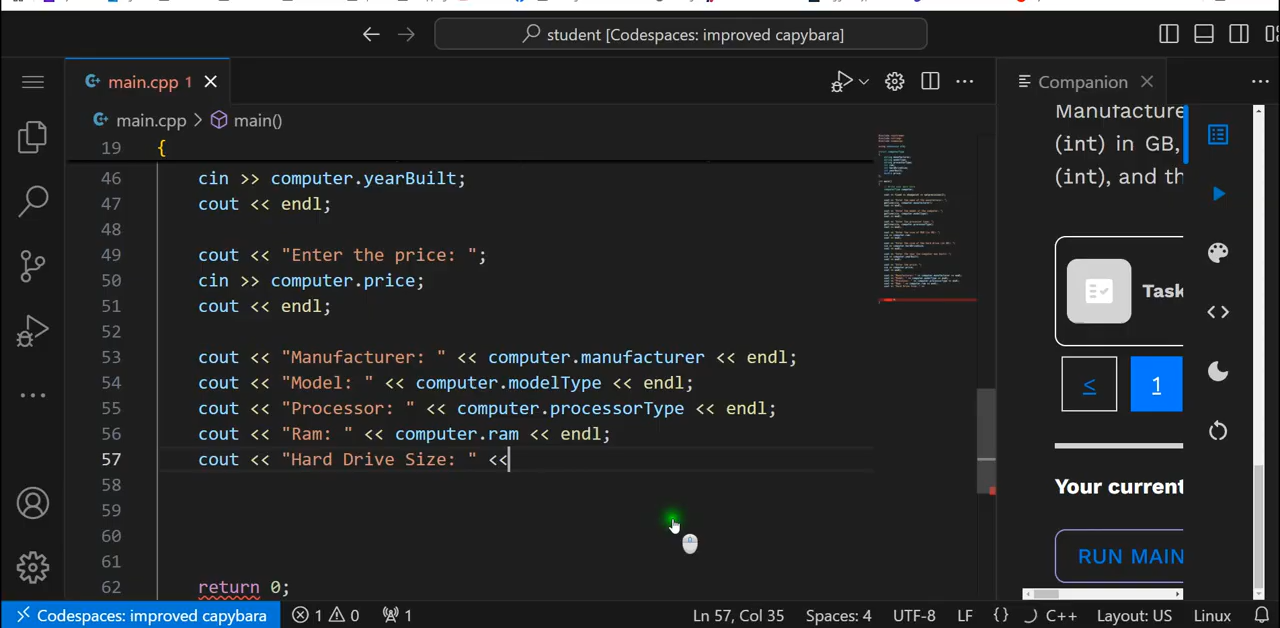 student [Codespaces: improved capybara]
main.cpp 1
Companion
main.cpp > main()
19 {
46 cin >> computer.yearBuilt;
47 cout << endl;
48
49 cout << "Enter the price: ";
50 cin >> computer.price;
51 cout << endl;
52
53 cout << "Manufacturer: " << computer.manufacturer << endl;
54 cout << "Model: " << computer.modelType << endl;
55 cout << "Processor: " << computer.processorType << endl;
56 cout << "Ram: " << computer.ram << endl;
57 cout << "Hard Drive Size: " <<
58
59
60
61
62 return 0;
Manufacture
(int) in GB,
(int), and th
Task
≤ 1
Your current
RUN MAIN
Codespaces: improved capybara 1 0 1 Ln 57, Col 35 Spaces: 4 UTF-8 LF {} C++ Layout: US Linux